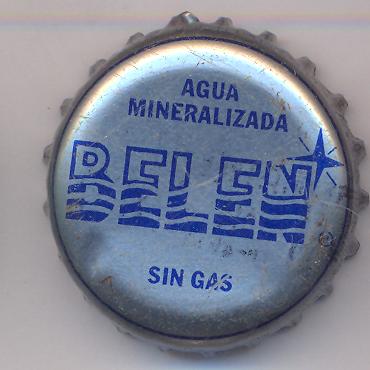 AGUA
MINERALIZADA
BELEN
SIN GAS